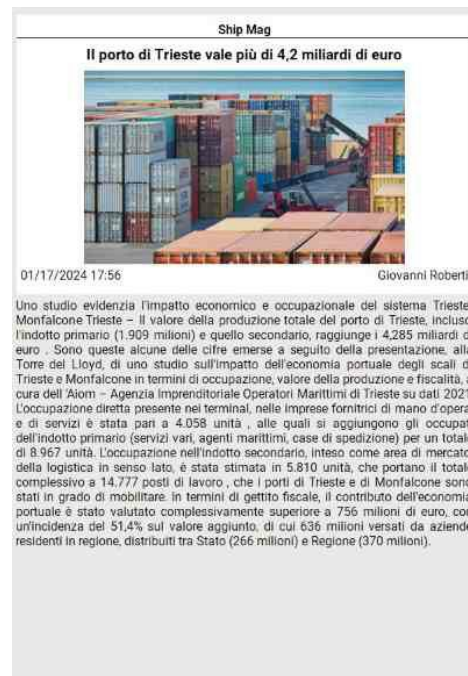 Ship Mag
Il porto di Trieste vale più di 4,2 miliardi di euro
01/17/2024 17:56
Giovanni Roberti
Uno studio evidenzia l'impatto economico e occupazionale del sistema Trieste
Monfalcone Trieste – Il valore della produzione totale del porto di Trieste, incluso
l'indotto primario (1.909 milioni) e quello secondario, raggiunge i 4,285 miliardi di
euro . Sono queste alcune delle cifre emerse a seguito della presentazione, alla
Torre del Lloyd, di uno studio sull'impatto dell'economia portuale degli scali di
Trieste e Monfalcone in termini di occupazione, valore della produzione e fiscalità, a
cura dell 'Aiom – Agenzia Imprenditoriale Operatori Marittimi di Trieste su dati 2021
L'occupazione diretta presente nei terminal, nelle imprese fornitrici di mano d'opera
e di servizi è stata pari a 4.058 unità , alle quali si aggiungono gli occupati
dell'indotto primario (servizi vari, agenti marittimi, case di spedizione) per un totale
di 8.967 unità. L'occupazione nell'indotto secondario, inteso come area di mercato
della logistica in senso lato, è stata stimata in 5.810 unità, che portano il totale
complessivo a 14.777 posti di lavoro , che i porti di Trieste e di Monfalcone sono
stati in grado di mobilitare. In termini di gettito fiscale, il contributo dell'economia
portuale è stato valutato complessivamente superiore a 756 milioni di euro, con
un'incidenza del 51,4% sul valore aggiunto, di cui 636 milioni versati da aziende
residenti in regione, distribuiti tra Stato (266 milioni) e Regione (370 milioni).